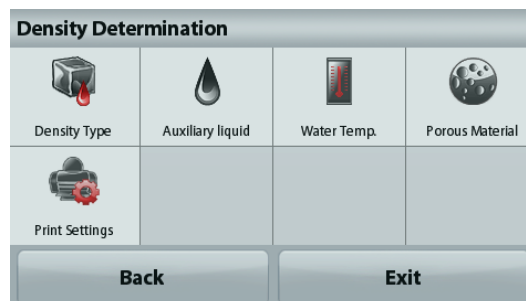 Density Determination
Density Type
Auxiliary liquid
Water Temp.
Porous Material
Print Settings
Back
Exit